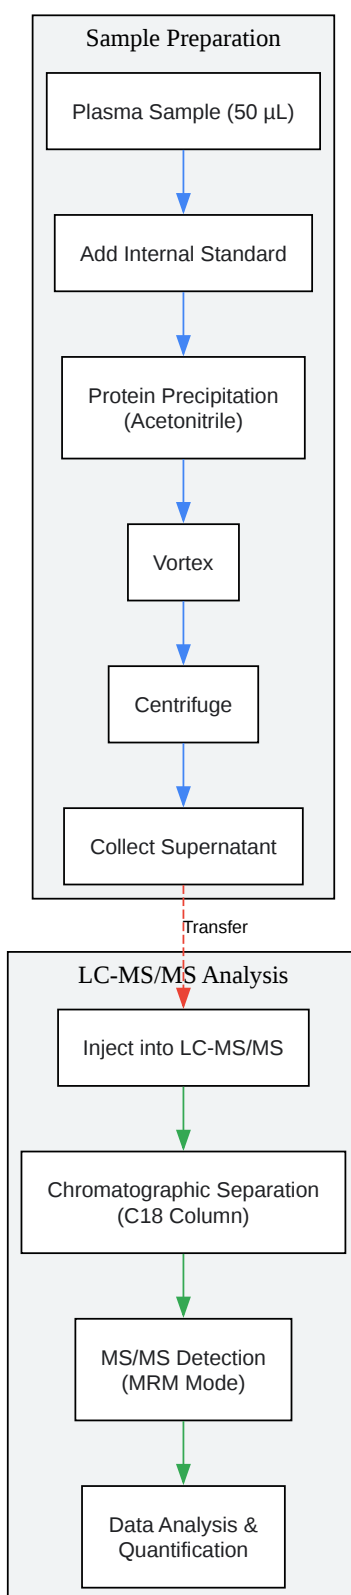 Sample Preparation
Plasma Sample (50 µL)
Add Internal Standard
Protein Precipitation
(Acetonitrile)
Vortex
Centrifuge
Collect Supernatant
Transfer
LC-MS/MS Analysis
Inject into LC-MS/MS
Chromatographic Separation
(C18 Column)
MS/MS Detection
(MRM Mode)
Data Analysis &
Quantification